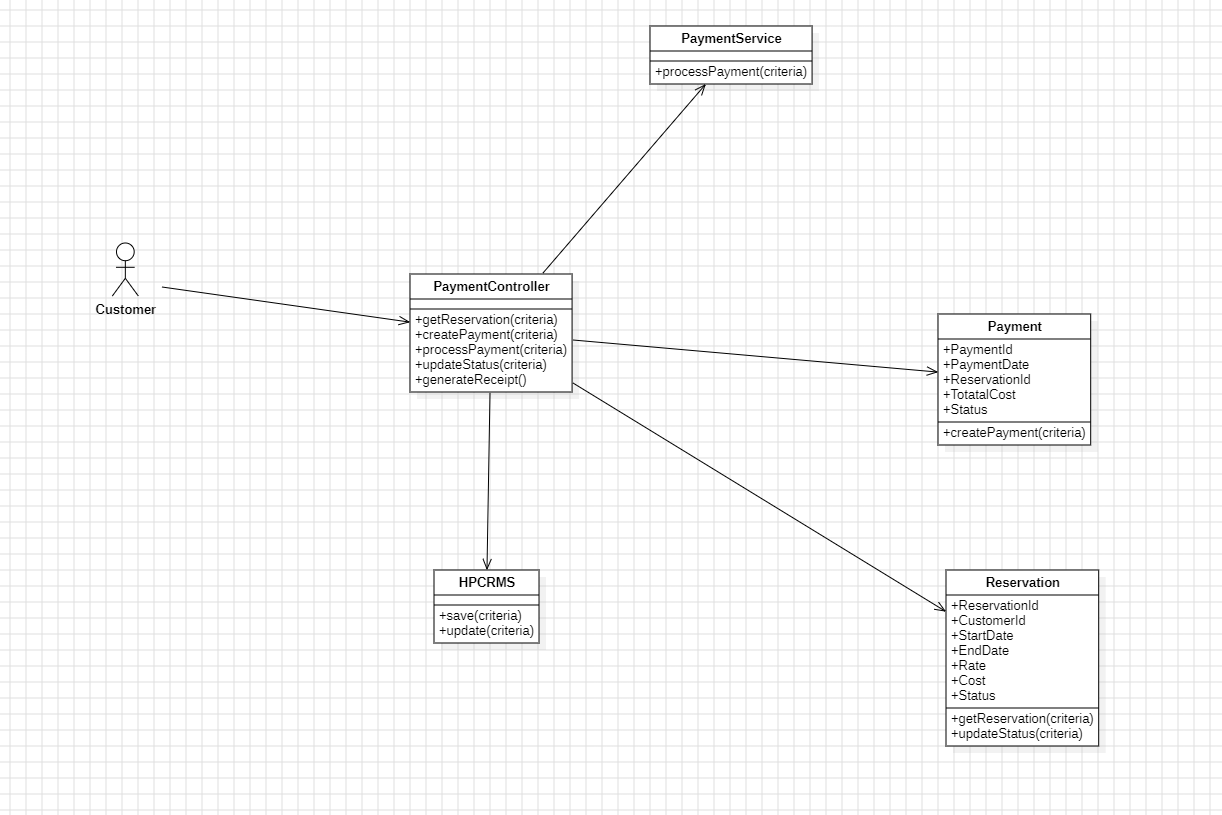 PaymentService
+processPayment(criteria)
Customer
PaymentController
+getReservation(criteria)
+createPayment(criteria)
+processPayment(criteria)
+updateStatus(criteria)
+generateReceipt()
Payment
+PaymentId
+PaymentDate
+ReservationId
+TotatalCost
+Status
+createPayment(criteria)
HPCRMS
+save(criteria)
+update(criteria)
Reservation
+ReservationId
+CustomerId
+StartDate
+EndDate
+Rate
+Cost
+Status
+getReservation(criteria)
+updateStatus(criteria)